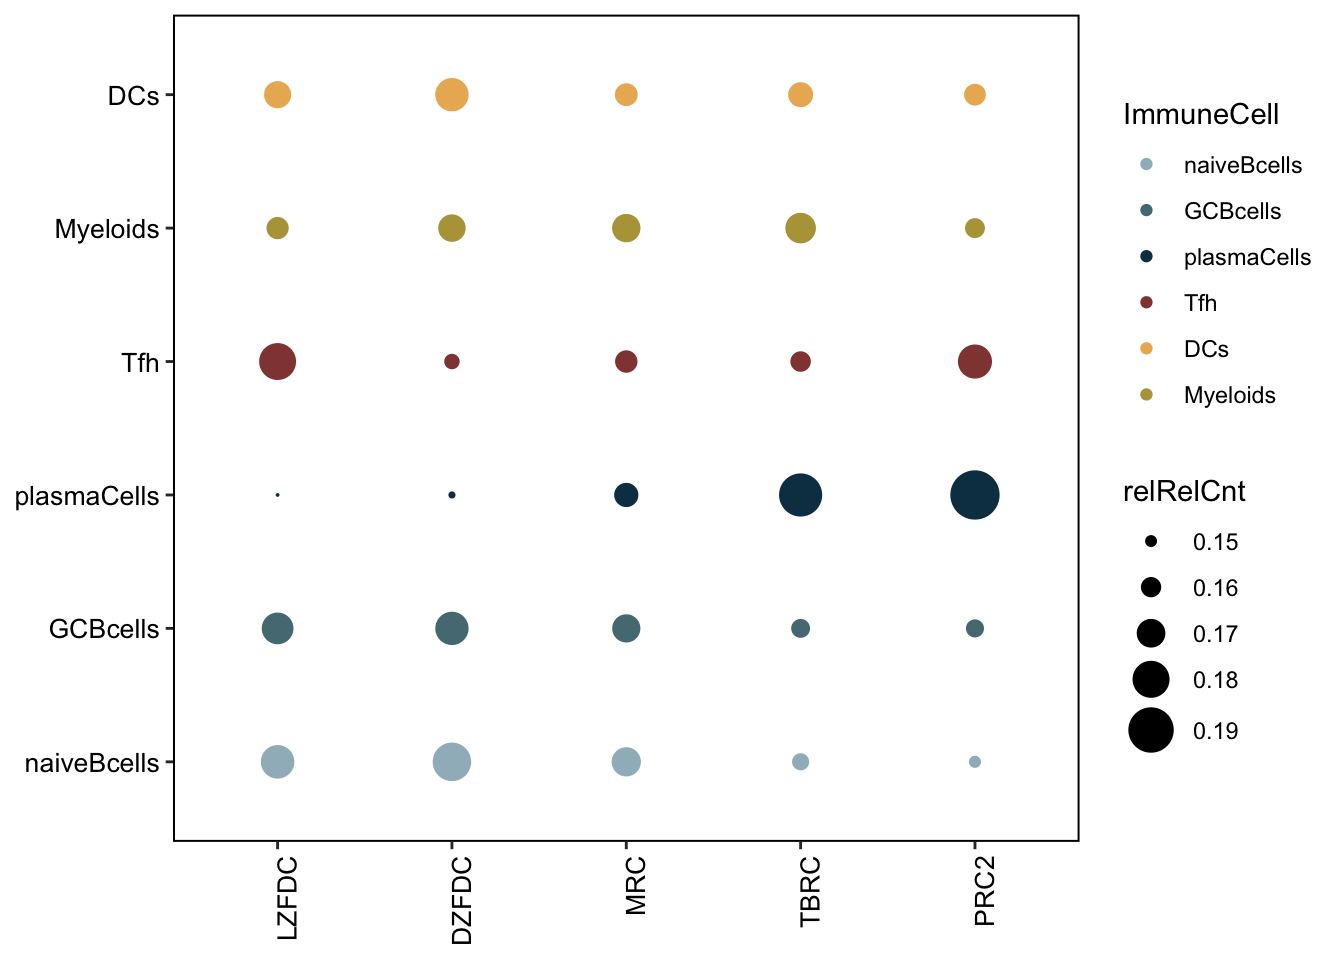 DCs
Myeloids
Tfh
plasmaCells
GCBcells
naiveBcells
LZFDC
DZFDC
MRC
TBRC
PRC2
ImmuneCell
naiveBcells
GCBcells
plasmaCells
Tfh
DCs
Myeloids
relRelCnt
0.15
0.16
0.17
0.18
0.19